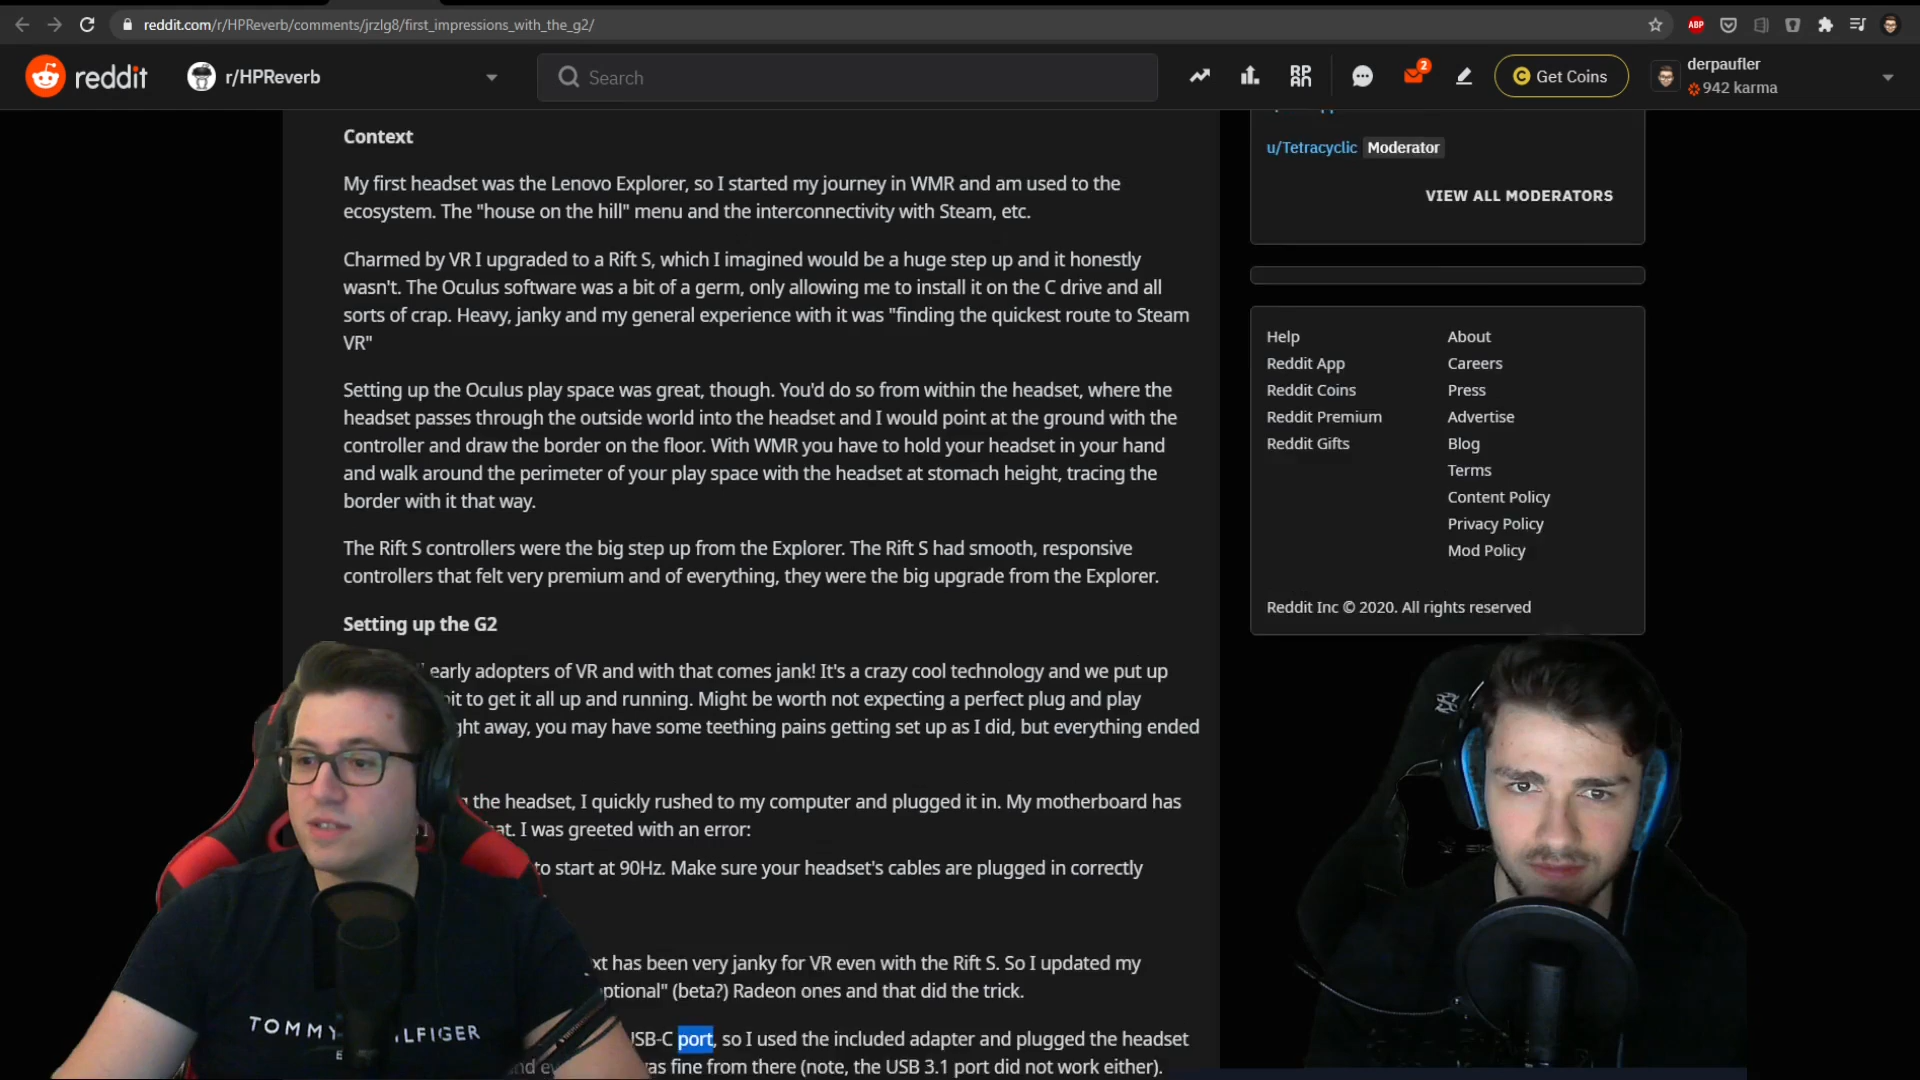 reddit.com/r/HPReverb/comments/jrzlg8/first_impressions_with_the_g2/
ABP
reddit
r/HPReverb
Search
RP
AN
2
Get Coins
derpaufler
942 karma
Context
My first headset was the Lenovo Explorer, so I started my journey in WMR and am used to the
ecosystem. The "house on the hill" menu and the interconnectivity with Steam, etc.
Charmed by VR I upgraded to a Rift S, which I imagined would be a huge step up and it honestly
wasn't. The Oculus software was a bit of a germ, only allowing me to install it on the C drive and all
sorts of crap. Heavy, janky and my general experience with it was "finding the quickest route to Steam
VR"
Setting up the Oculus play space was great, though. You'd do so from within the headset, where the
headset passes through the outside world into the headset and I would point at the ground with the
controller and draw the border on the floor. With WMR you have to hold your headset in your hand
and walk around the perimeter of your play space with the headset at stomach height, tracing the
border with it that way.
The Rift S controllers were the big step up from the Explorer. The Rift S had smooth, responsive
controllers that felt very premium and of everything, they were the big upgrade from the Explorer.
Setting up the G2
early adopters of VR and with that comes jank! It's a crazy cool technology and we put up
to get it all up and running. Might be worth not expecting a perfect plug and play
away, you may have some teething pains getting set up as I did, but everything ended
the headset, I quickly rushed to my computer and plugged it in. My motherboard has
I was greeted with an error:
to start at 90Hz. Make sure your headset's cables are plugged in correctly
has been very janky for VR even with the Rift S. So I updated my
(beta?) Radeon ones and that did the trick.
port, so I used the included adapter and plugged the headset
fine from there (note, the USB 3.1 port did not work either).
u/Tetracyclic Moderator
VIEW ALL MODERATORS
Help
Reddit App
Reddit Coins
Reddit Premium
Reddit Gifts
About
Careers
Press
Advertise
Blog
Terms
Content Policy
Privacy Policy
Mod Policy
Reddit Inc © 2020. All rights reserved
TOMMY